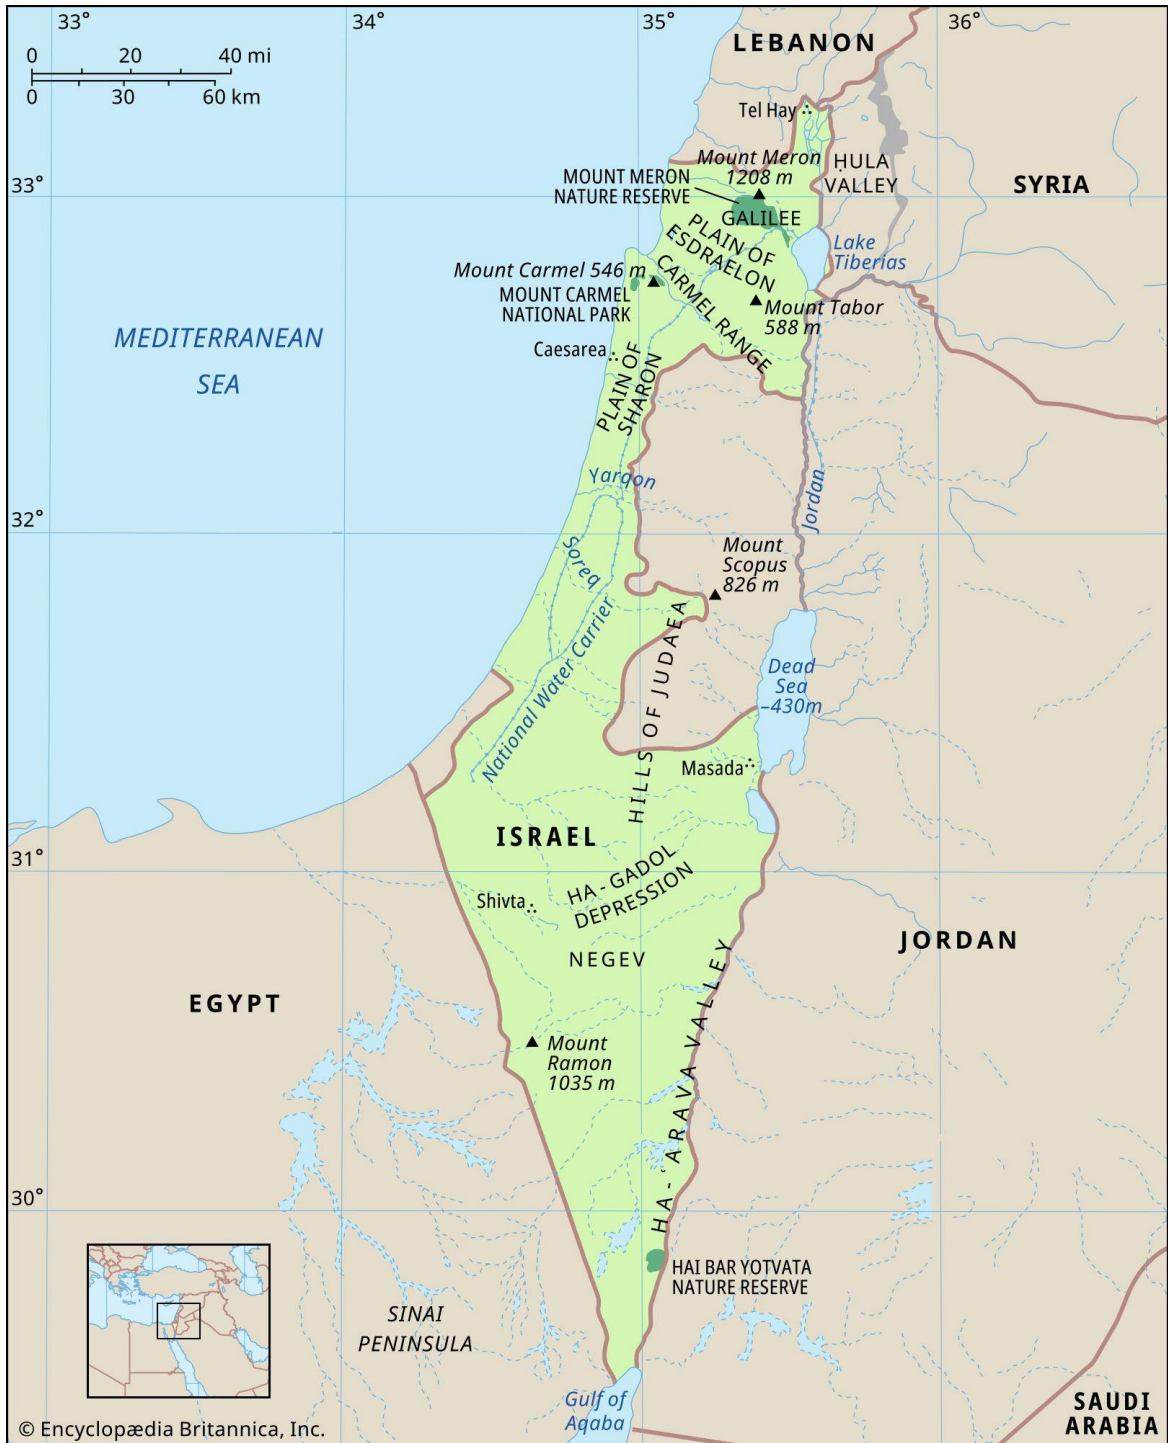 33°
34°
35°
36°
0 20 40 mi
0 30 60 km
LEBANON
Tel Hay
Mount Meron
1208 m
ḤULA
VALLEY
MOUNT MERON
NATURE RESERVE
33°
SYRIA
GALILEE
PLAIN OF
ESDRAELON
Lake
Tiberias
Mount Carmel 546 m
MOUNT CARMEL
NATIONAL PARK
CARMEL RANGE
Mount Tabor
588 m
MEDITERRANEAN
SEA
Caesarea
PLAIN OF
SHARON
Yarqon
Jordan
32°
Soreq
Mount
Scopus
826 m
National Water Carrier
HILLS OF JUDAEA
Dead
Sea
–430m
Masada
ISRAEL
31°
HA-GADOL
DEPRESSION
Shivta
NEGEV
JORDAN
EGYPT
Mount
Ramon
1035 m
HA-ʿARAVA VALLEY
30°
HAI BAR YOTVATA
NATURE RESERVE
SINAI
PENINSULA
Gulf of
Aqaba
SAUDI
ARABIA
© Encyclopædia Britannica, Inc.